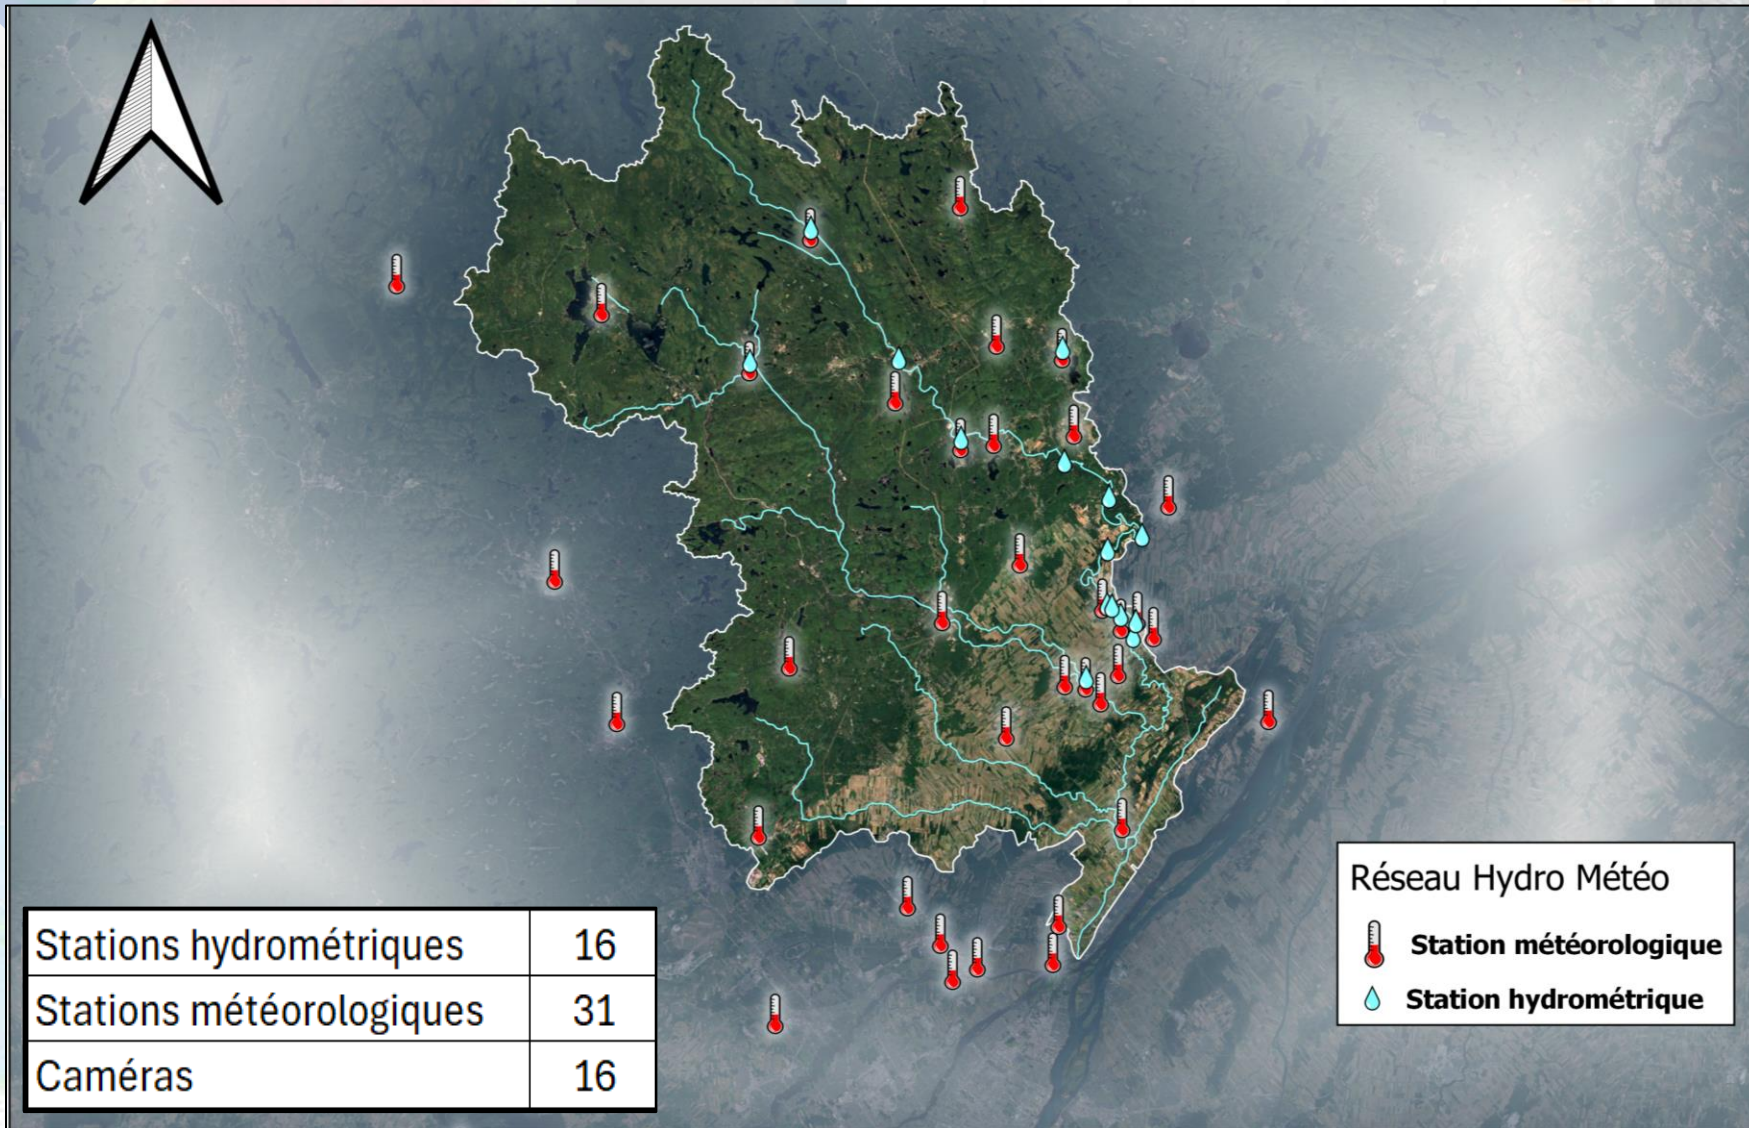 Stations hydrométriques 16
Stations météorologiques 31
Caméras 16
Réseau Hydro Météo
Station météorologique
Station hydrométrique